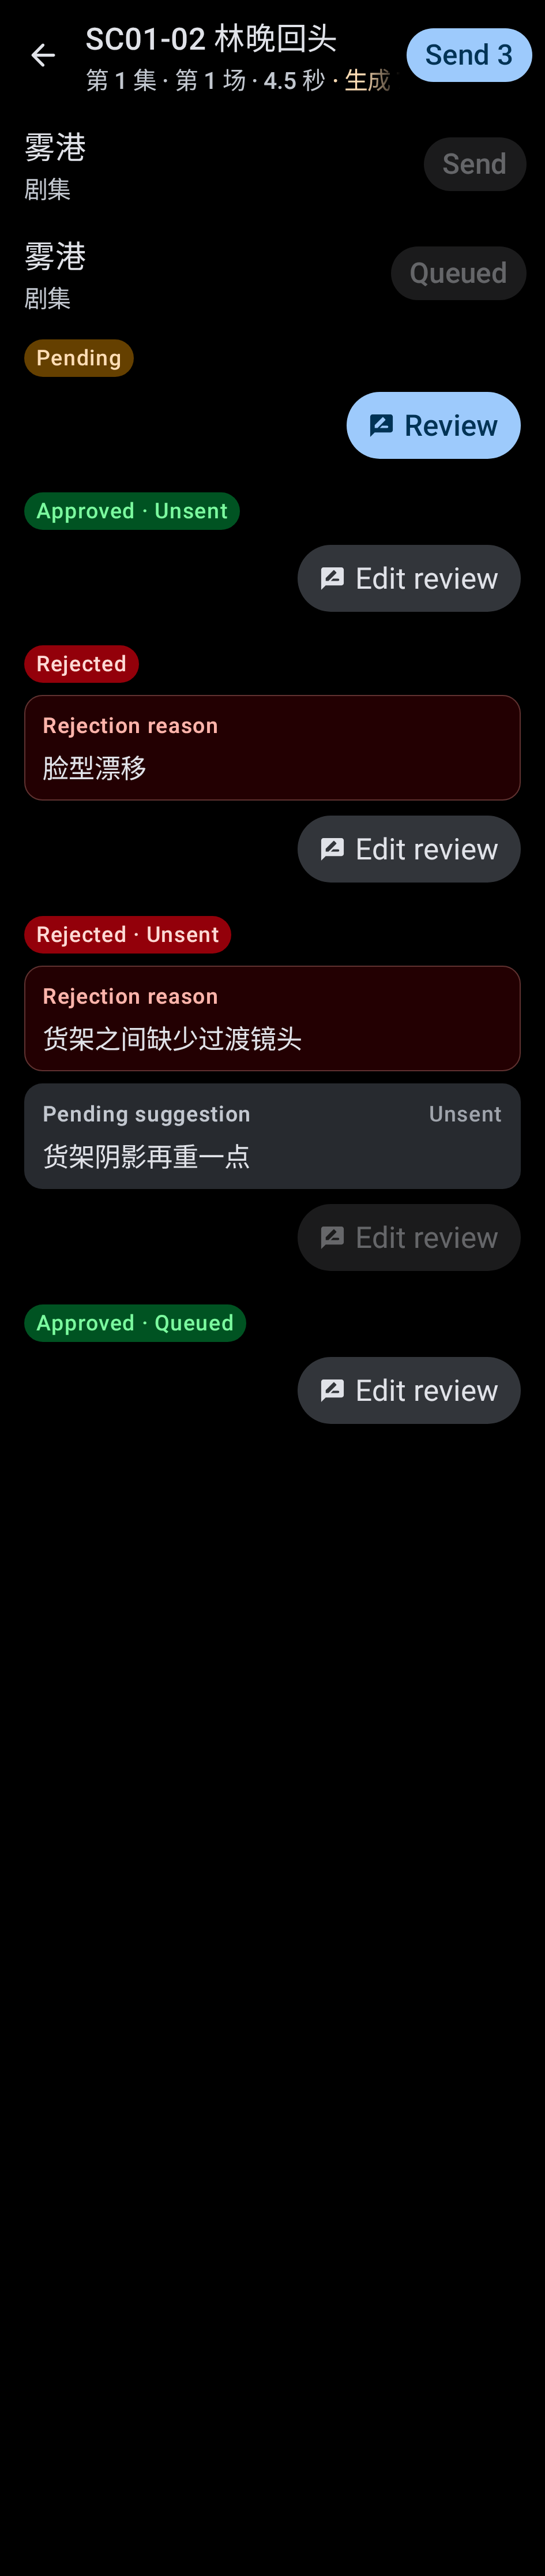 SC01-02 林晚回头
第 1 集 · 第 1 场 · 4.5 秒 · 生成
Send 3
雾港
剧集
Send
雾港
剧集
Queued
Pending
Review
Approved · Unsent
Edit review
Rejected
Rejection reason
脸型漂移
Edit review
Rejected · Unsent
Rejection reason
货架之间缺少过渡镜头
Pending suggestion
Unsent
货架阴影再重一点
Edit review
Approved · Queued
Edit review